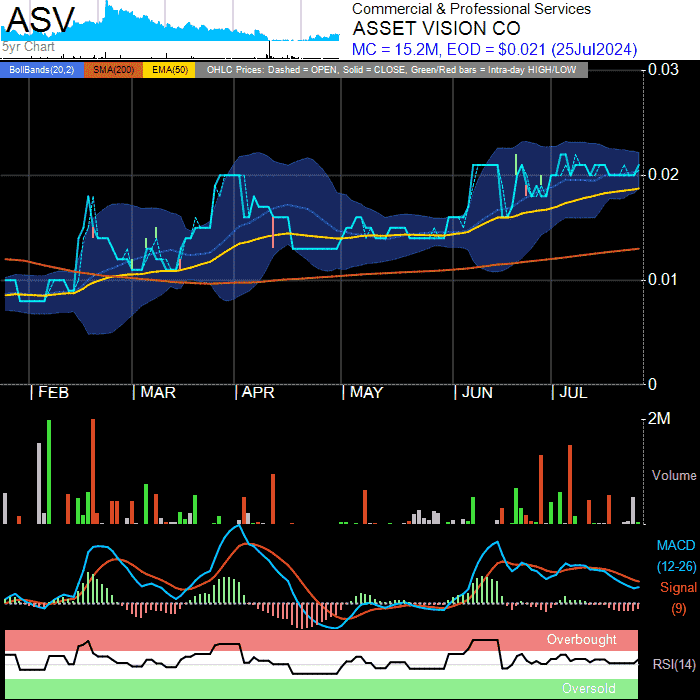 ASV
5yr Chart
Commercial & Professional Services
ASSET VISION CO
MC = 15.2M, EOD = $0.021 (25Jul2024)
BollBands(20,2) SMA(200) EMA(50) OHLC Prices: Dashed = OPEN, Solid = CLOSE, Green/Red bars = Intra-day HIGH/LOW
0.03
0.02
0.01
0
| FEB | MAR | APR | MAY | JUN | JUL
2M
Volume
MACD
(12-26)
Signal
(9)
Overbought
RSI(14)
Oversold